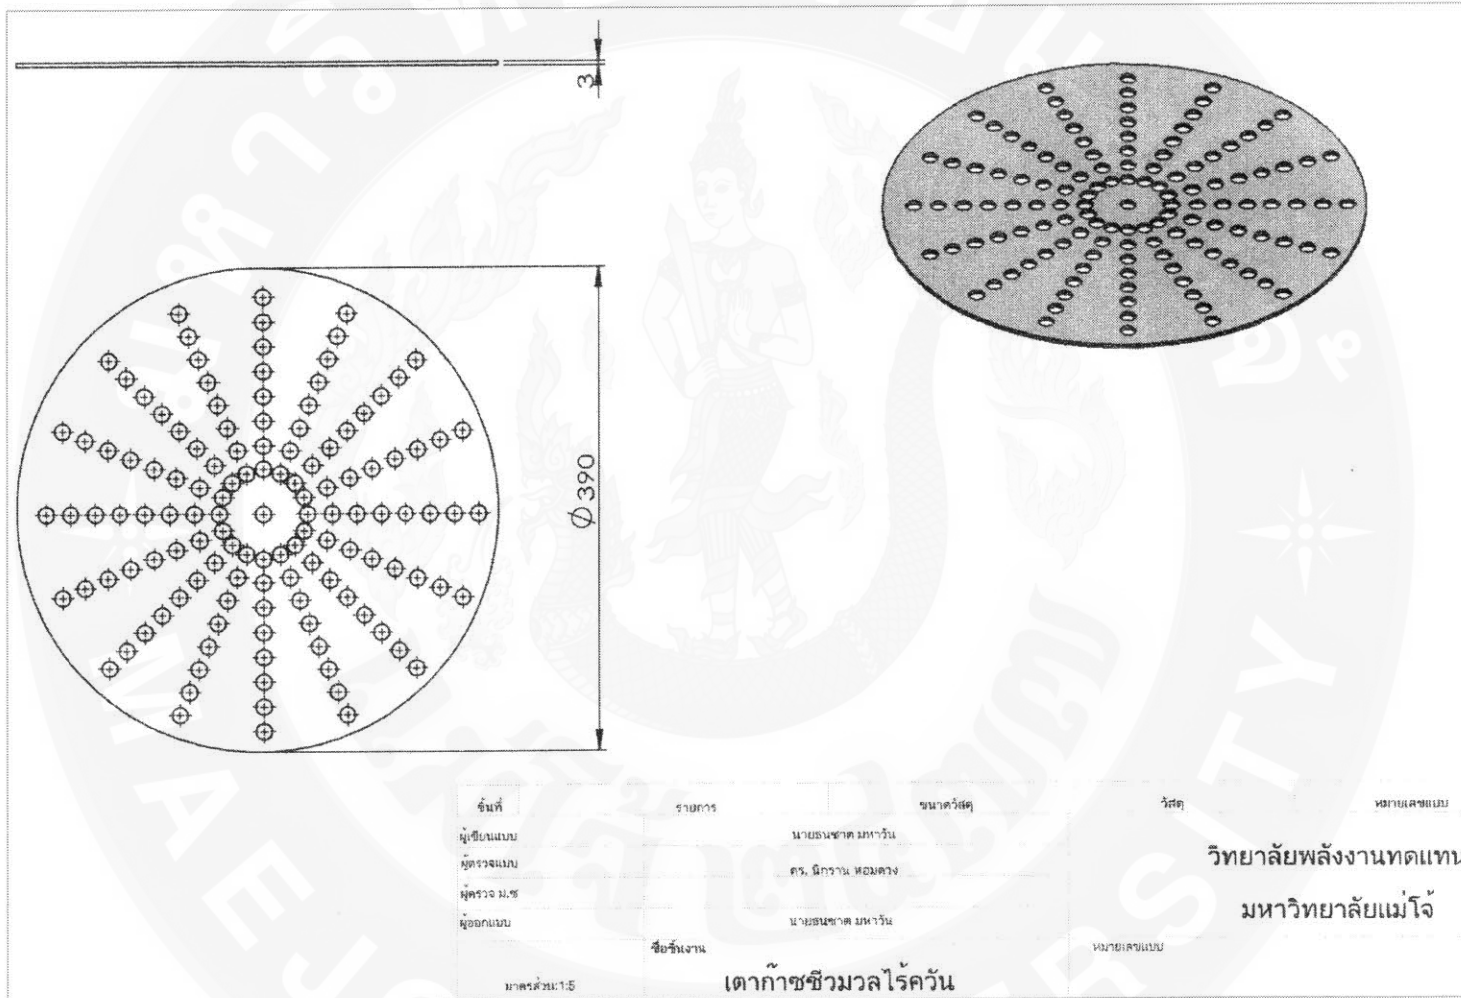 3
Ø390
ชิ้นที่ รายการ ขนาดวัสดุ วัสดุ หมายเลขแบบ
ผู้เขียนแบบ นายธนชาต มหาวัน
ผู้ตรวจแบบ ดร. นิกราน หอมดวง
ผู้ตรวจ ม.ช
ผู้ออกแบบ นายธนชาต มหาวัน
วิทยาลัยพลังงานทดแทน
มหาวิทยาลัยแม่โจ้
ชื่อชิ้นงาน หมายเลขแบบ
มาตรส่วน:1:5 เตาก๊าซชีวมวลไร้ควัน